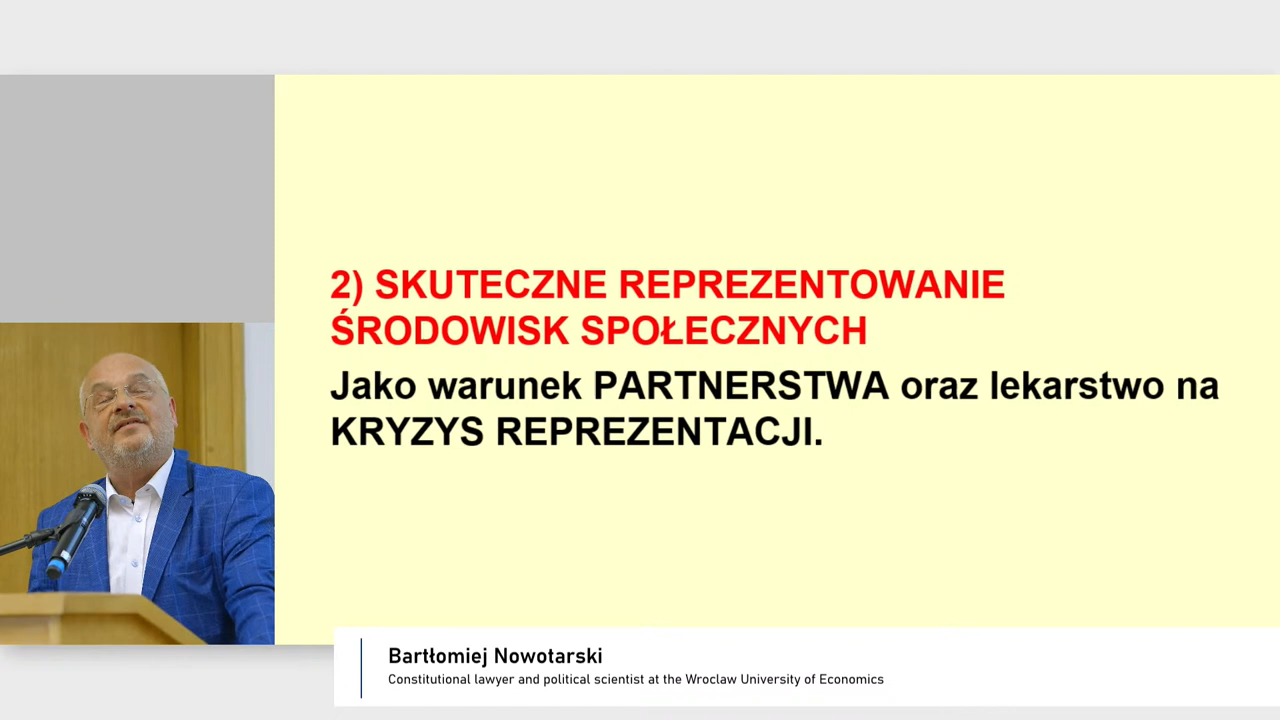 2) SKUTECZNE REPREZENTOWANIE
ŚRODOWISK SPOŁECZNYCH
Jako warunek PARTNERSTWA oraz lekarstwo na
KRYZYS REPREZENTACJI.
Bartłomiej Nowotarski
Constitutional lawyer and political scientist at the Wroclaw University of Economics